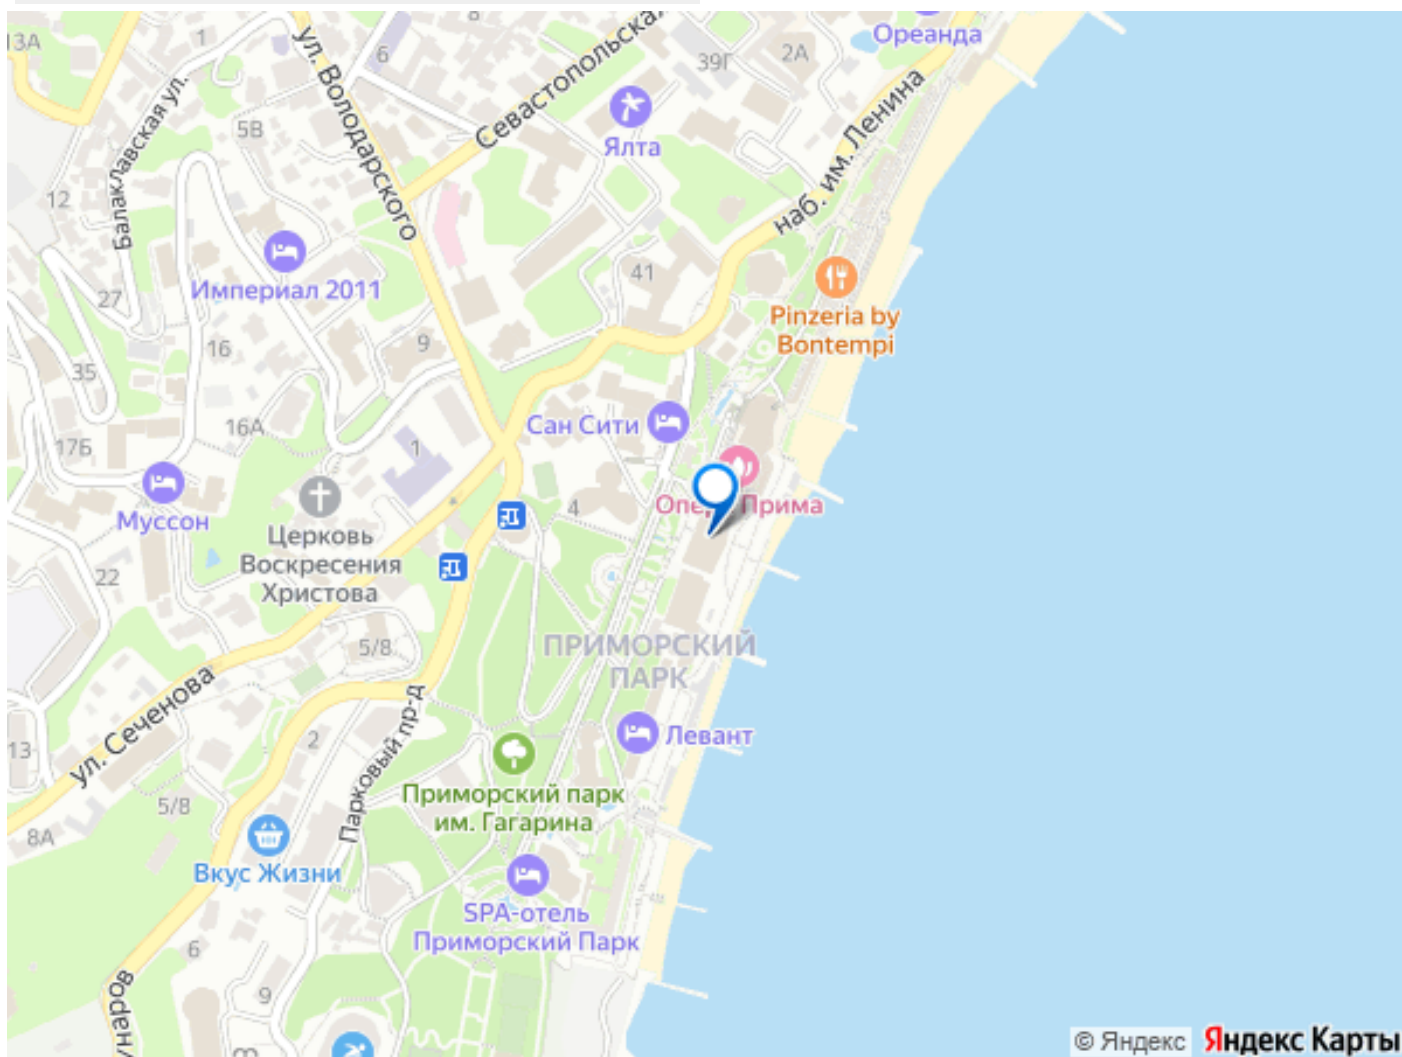 13А
1
6
8
39Г
2А
Ореанда
ул. Володарского
Севастопольская
Балаклавская ул.
5В
Ялта
наб. им. Ленина
12
Империал 2011
41
27
Pinzeria by
Bontempi
16
9
35
16А
17Б
1
Сан Сити
Муссон
Церковь
Воскресения
Христова
4
Прима
22
5/8
ПРИМОРСКИЙ
ПАРК
ул. Сеченова
13
2
Парковый пр-д
Левант
Приморский парк
им. Гагарина
5/8
8А
Вкус Жизни
SPA-отель
Приморский Парк
6
9
© Яндекс
Яндекс Карты